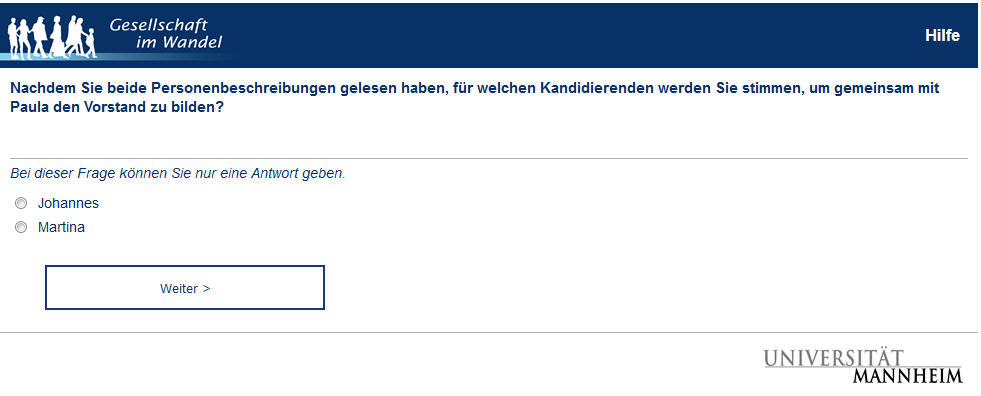 Gesellschaft
im Wandel
Hilfe
Nachdem Sie beide Personenbeschreibungen gelesen haben, für welchen Kandidierenden werden Sie stimmen, um gemeinsam mit
Paula den Vorstand zu bilden?
Bei dieser Frage können Sie nur eine Antwort geben.
Johannes
Martina
Weiter >
UNIVERSITÄT
MANNHEIM